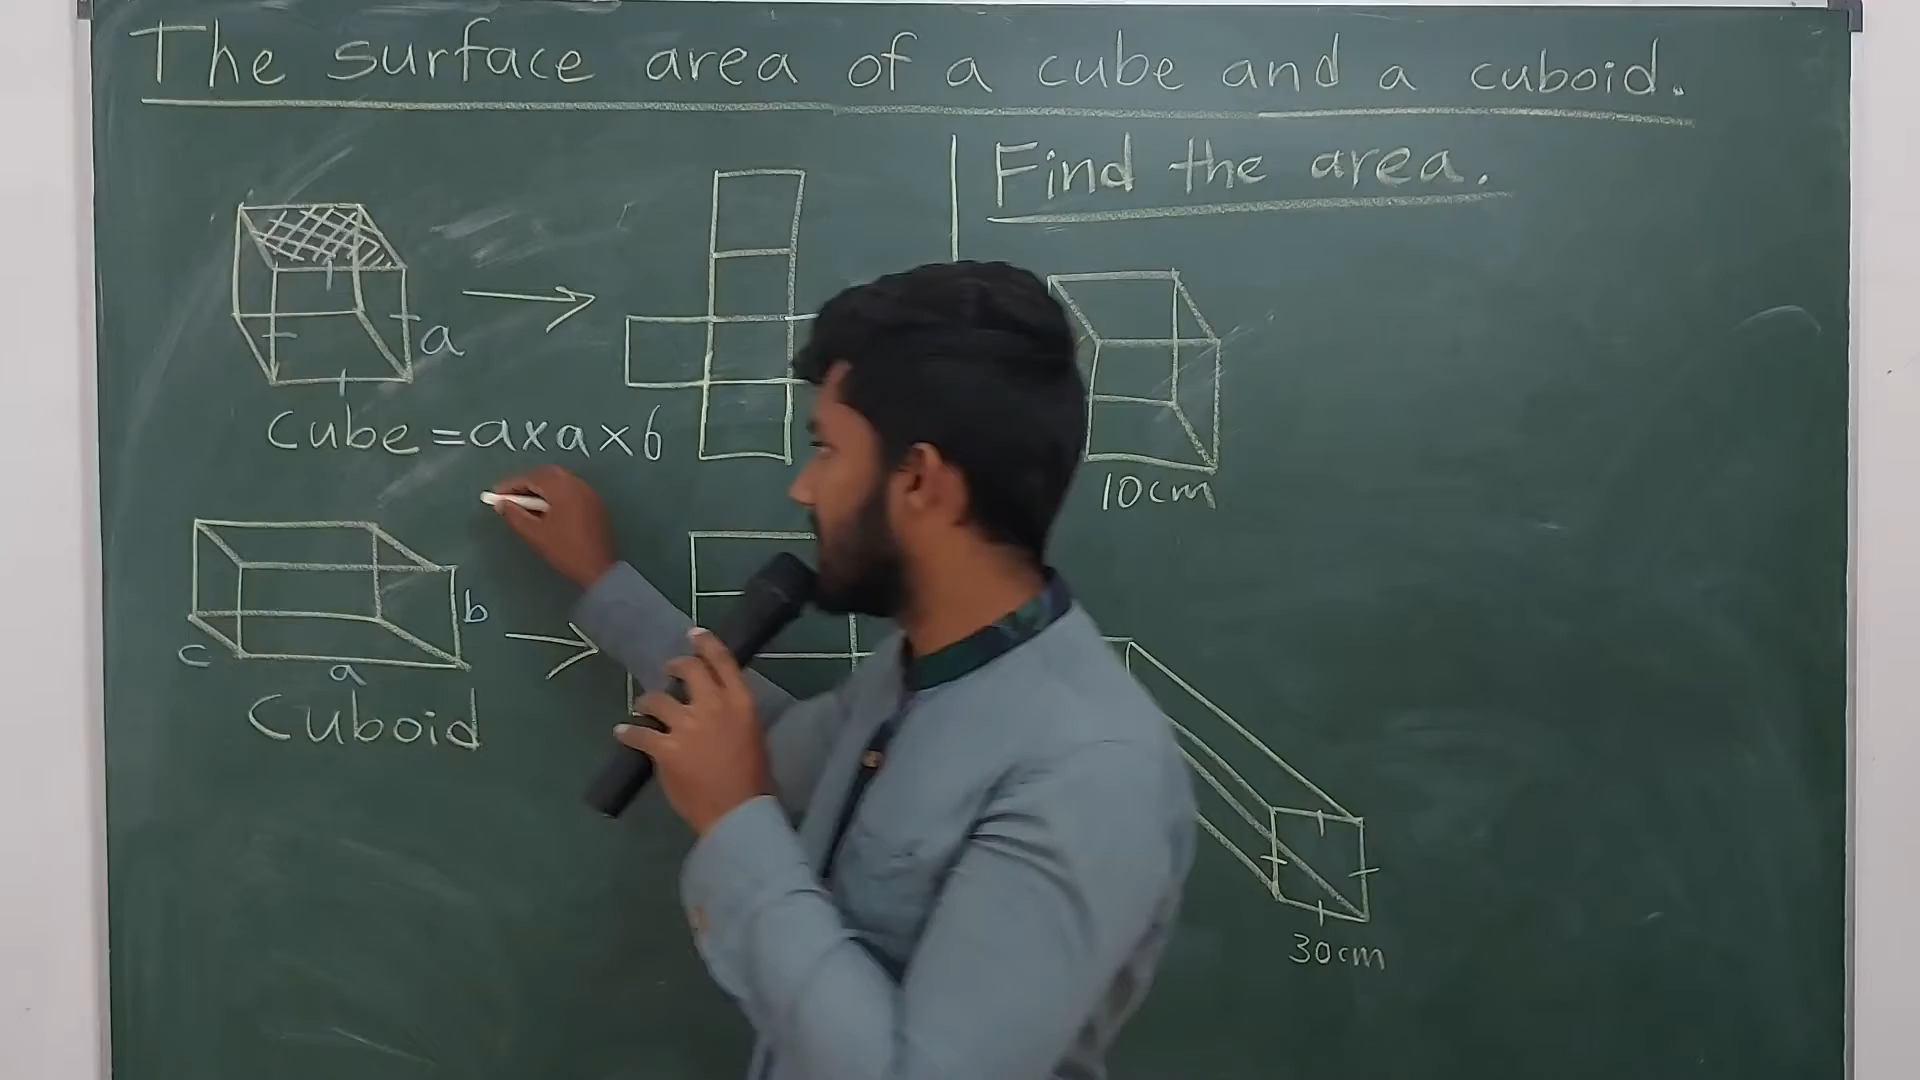 The surface area of a cube and a cuboid.
Find the area.
a
Cube = a x a x 6
10cm
b
c
a
Cuboid
30cm